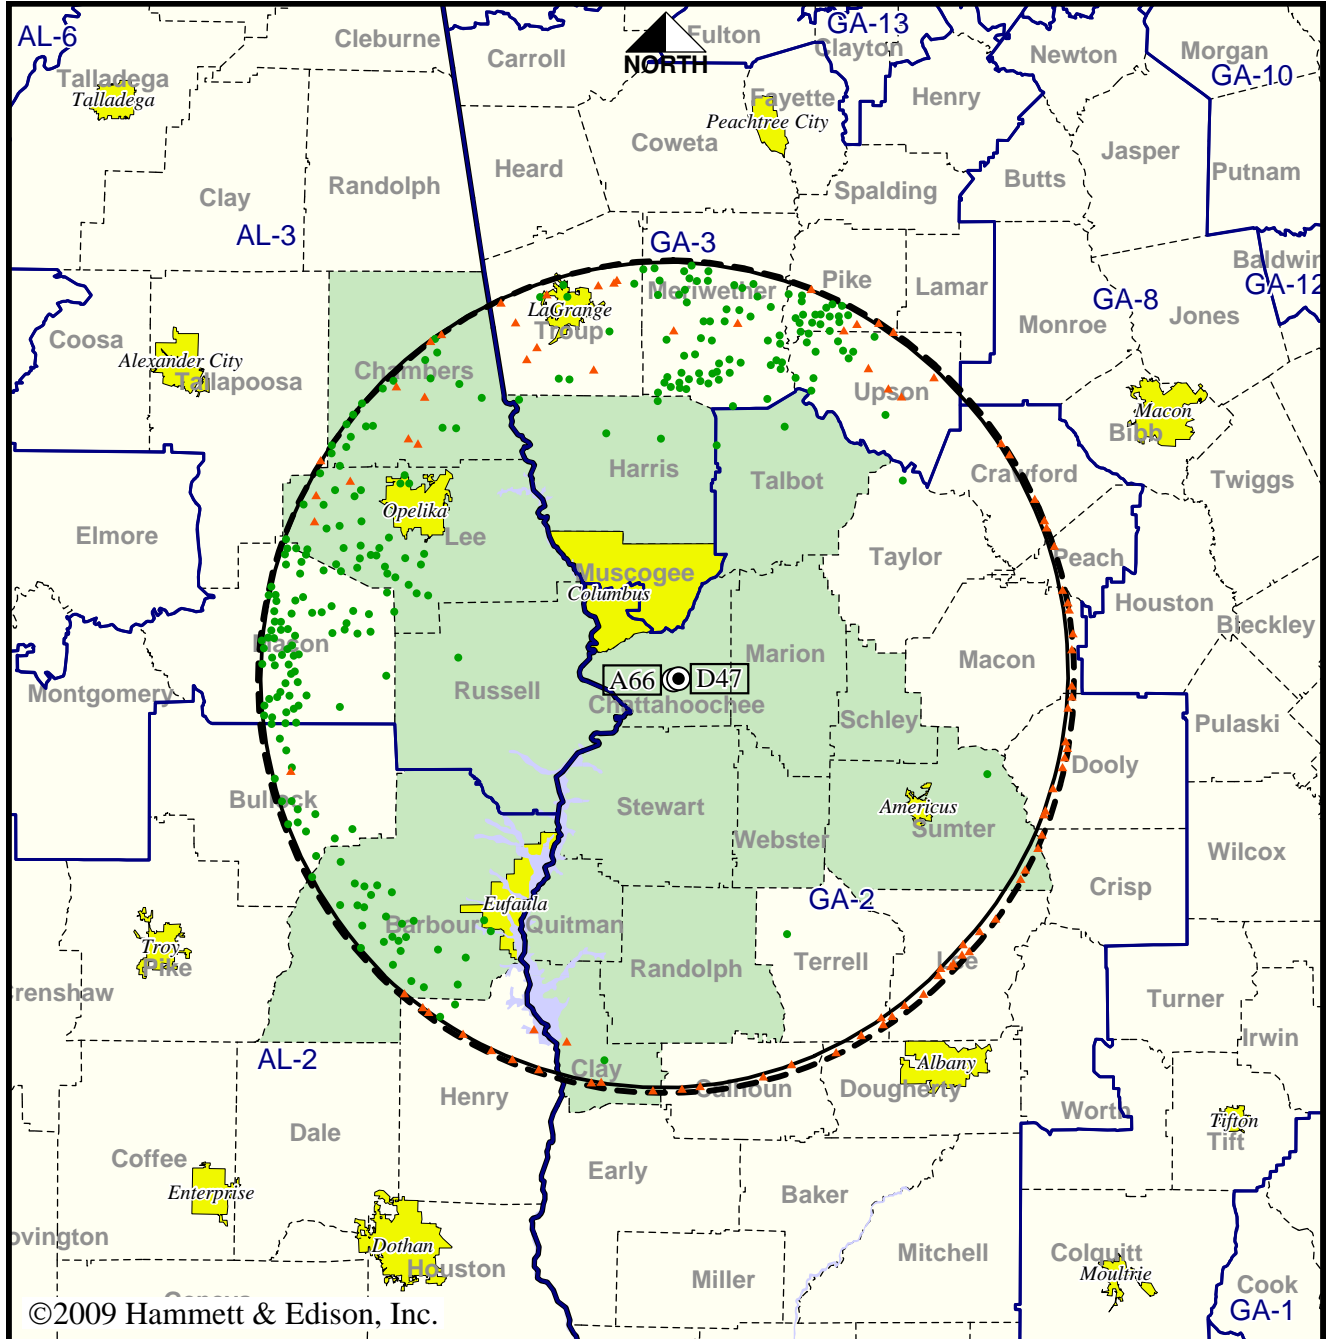 AL-6
Cleburne
Carroll
NORTH
Fulton
GA-13
Clayton
Newton
Morgan
GA-10
Talladega
Talladega
Fayette
Peachtree City
Henry
Coweta
Heard
Randolph
Clay
Spalding
Butts
Jasper
Putnam
AL-3
GA-3
Pike
Lamar
Meriwether
GA-8
Monroe
Jones
Baldwin
GA-12
Coosa
Alexander City
Tallapoosa
LaGrange
Troup
Chambers
Upson
Macon
Bibb
Harris
Talbot
Crawford
Twiggs
Opelika
Lee
Elmore
Taylor
Peach
Muscogee
Columbus
Houston
Bleckley
Macon
Marion
Macon
Montgomery
Russell
A66
D47
Chattahoochee
Schley
Pulaski
Dooly
Bullock
Stewart
Americus
Sumter
Webster
Wilcox
Crisp
GA-2
Eufaula
Barbour
Quitman
Troy
Pike
Crenshaw
Randolph
Terrell
Lee
Turner
Irwin
AL-2
Clay
Calhoun
Albany
Dougherty
Henry
Worth
Tifton
Tift
Dale
Coffee
Enterprise
Early
Baker
ovington
Dothan
Houston
Miller
Mitchell
Colquitt
Moultrie
Cook
GA-1
©2009 Hammett & Edison, Inc.